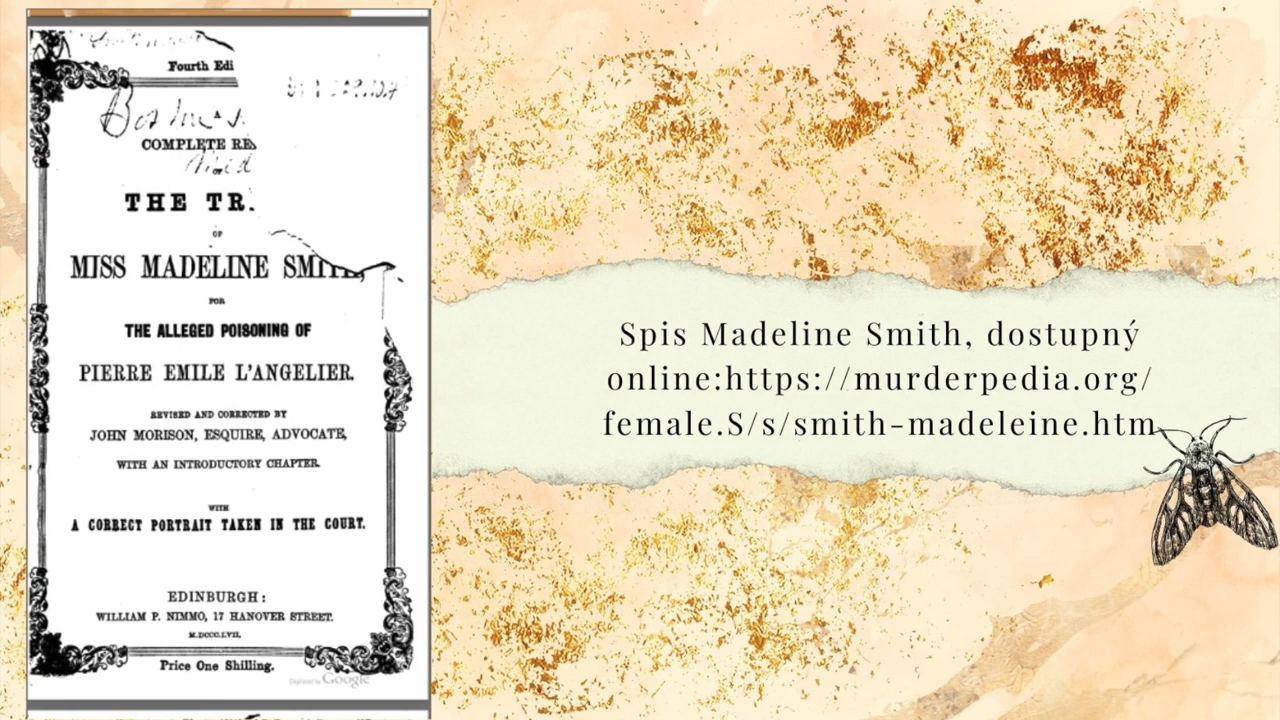 Fourth Edi
A
COMPLETE RE
OF
THE TR.
OF
MISS MADELINE SMITH
FOR
THE ALLEGED POISONING OF
PIERRE EMILE L'ANGELIER.
REVISED AND CORRECTED BY
JOHN MORISON, ESQUIRE, ADVOCATE,
WITH AN INTRODUCTORY CHAPTER.
WITH
A CORRECT PORTRAIT TAKEN IN THE COURT.
EDINBURGH:
WILLIAM P. NIMMO, 17 HANOVER STREET.
M.DCCC.LVII.
Price One Shilling.
Digitized by Google
Spis Madeline Smith, dostupný
online:https://murderpedia.org/
female.S/s/smith-madeleine.htm